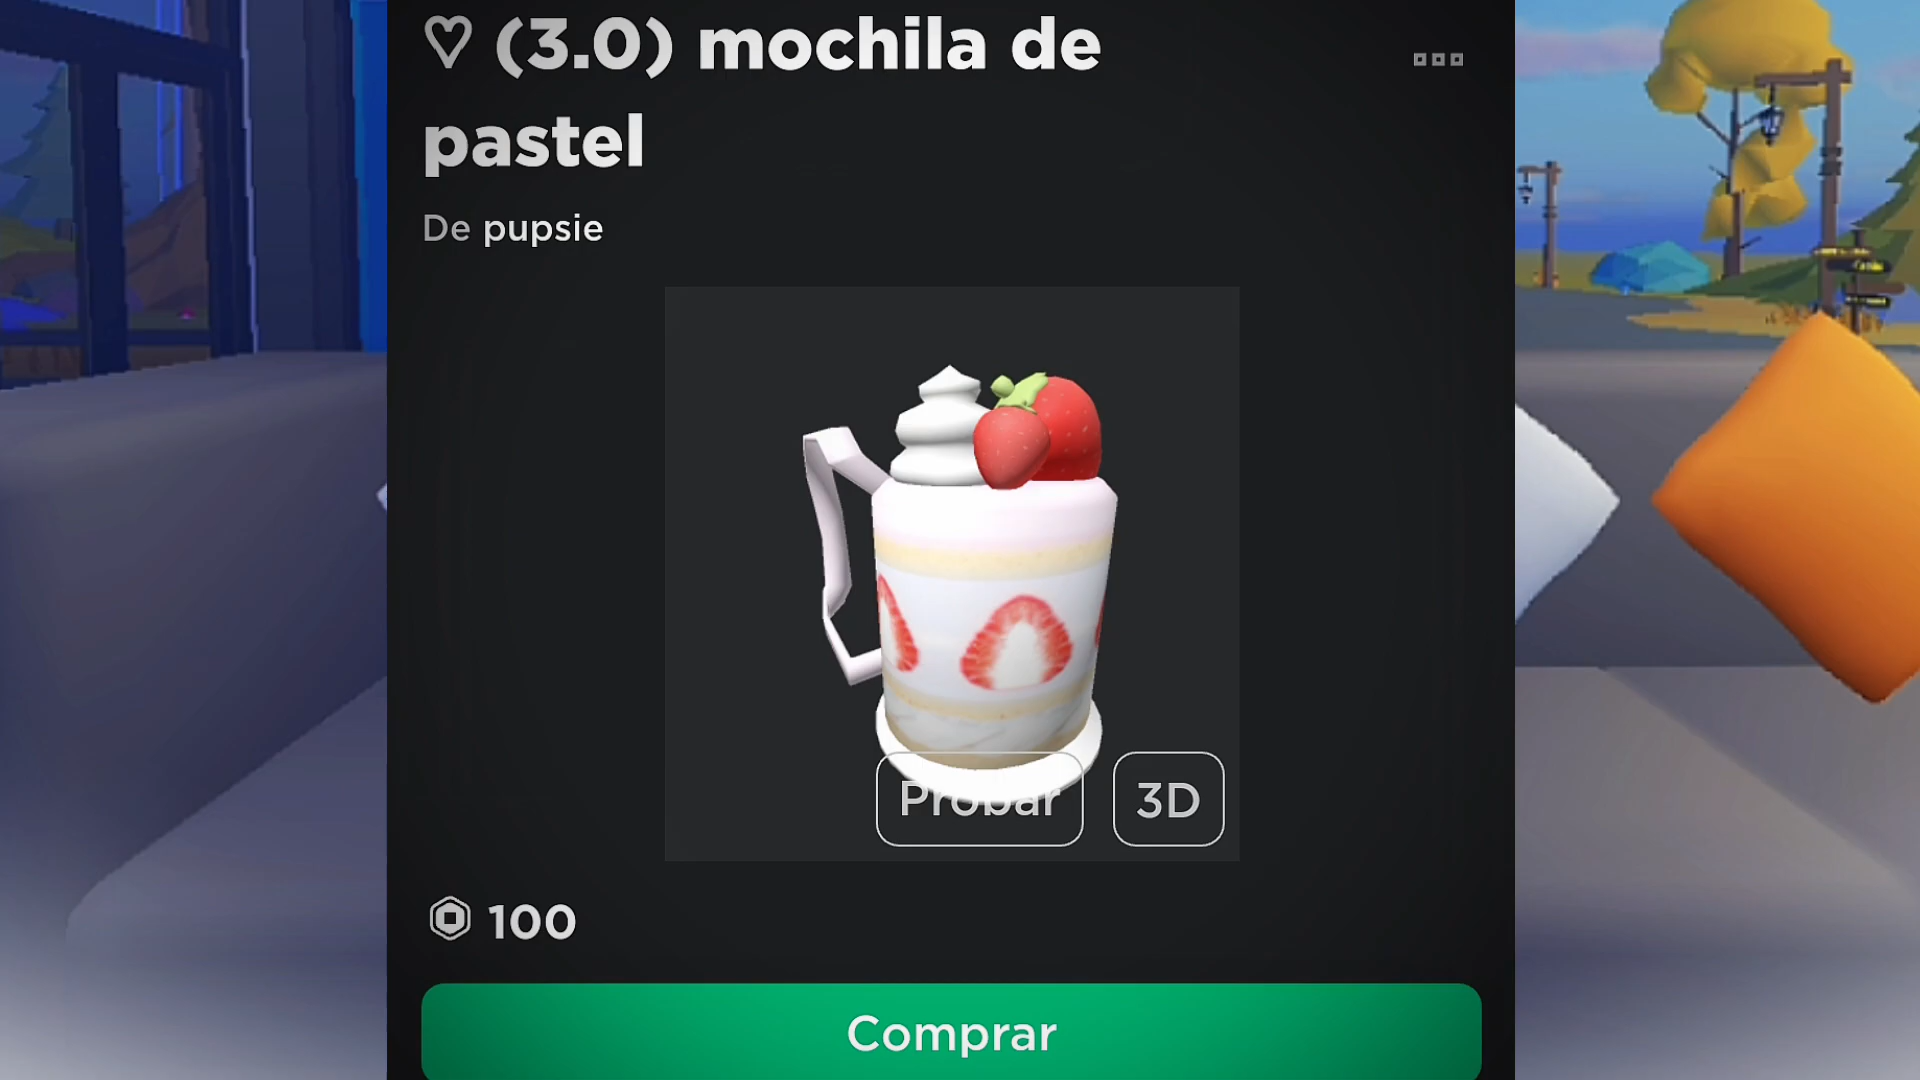 ♡ (3.0) mochila de
pastel
De pupsie
Probar
3D
100
Comprar